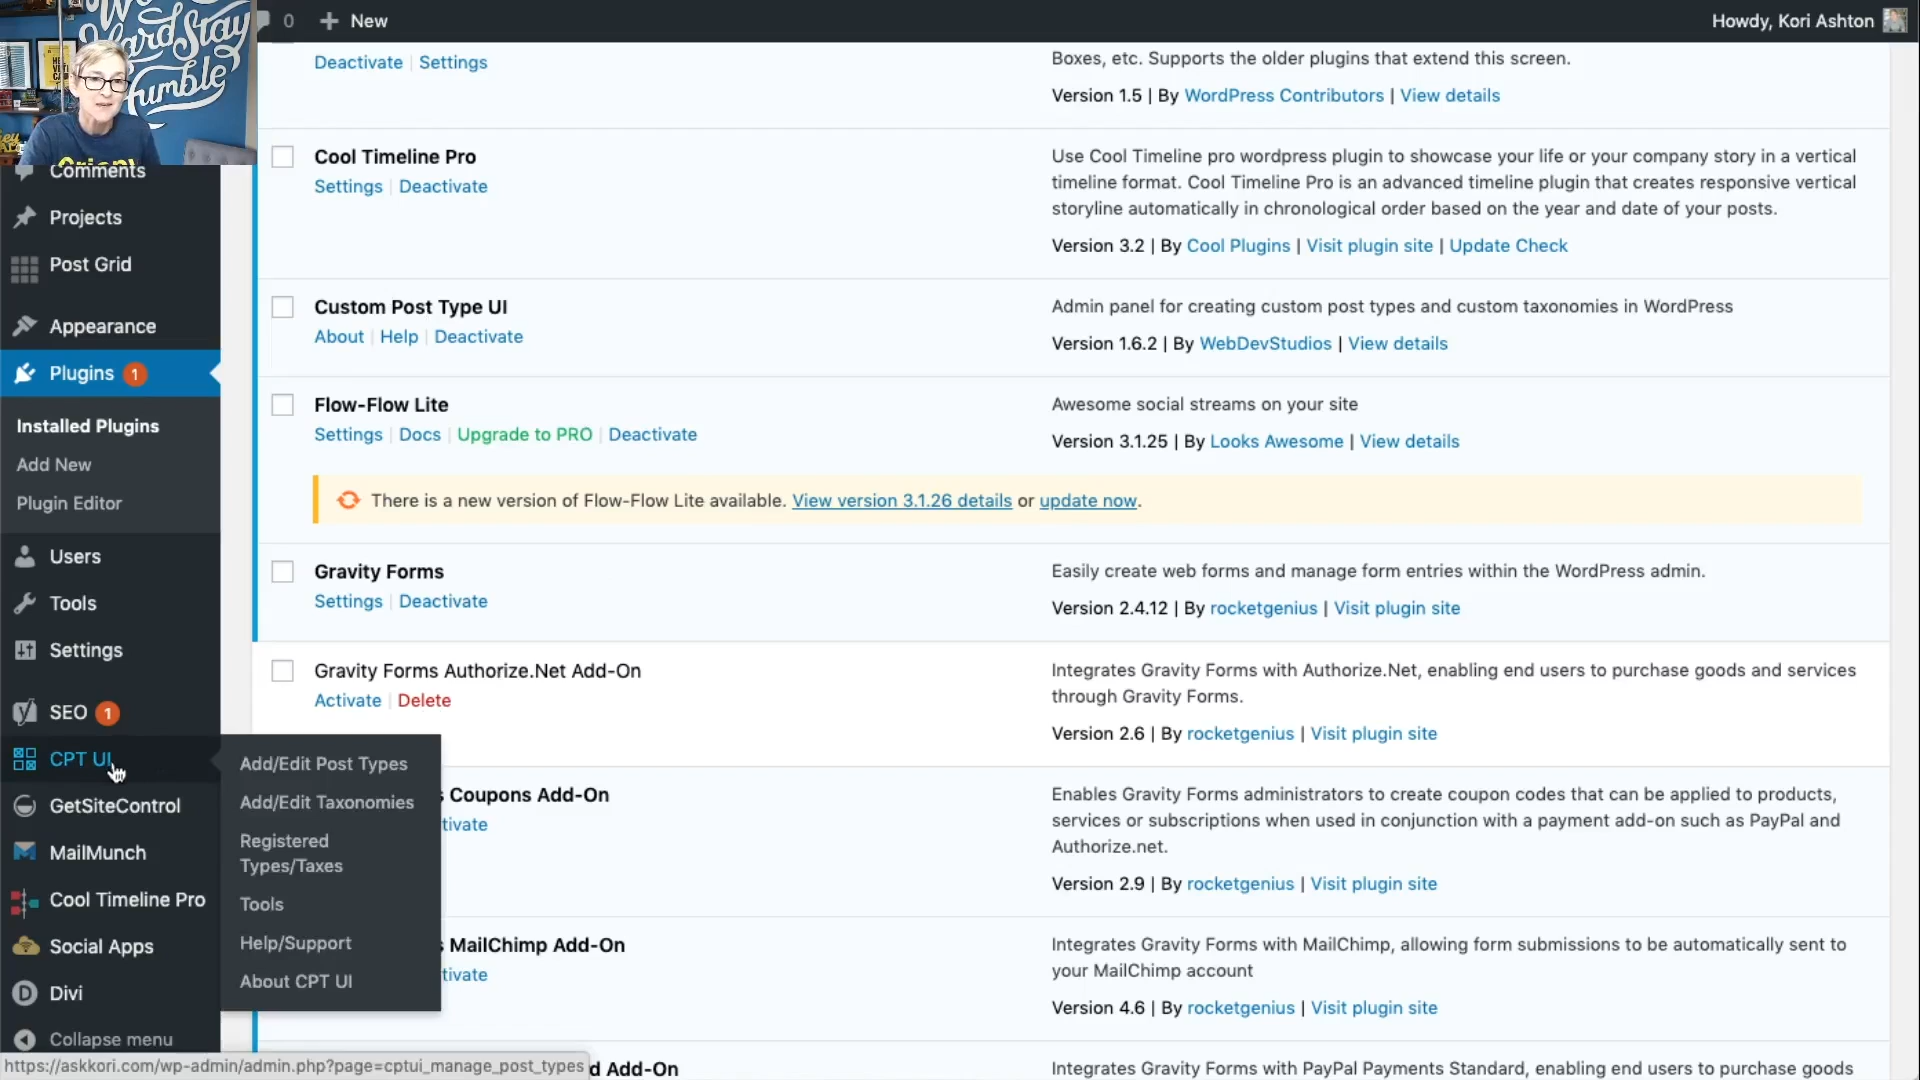 0
New
Howdy, Kori Ashton
Deactivate | Settings
Boxes, etc. Supports the older plugins that extend this screen.
Version 1.5 | By WordPress Contributors | View details
Cool Timeline Pro
Settings | Deactivate
Use Cool Timeline pro wordpress plugin to showcase your life or your company story in a vertical
timeline format. Cool Timeline Pro is an advanced timeline plugin that creates responsive vertical
storyline automatically in chronological order based on the year and date of your posts.
Version 3.2 | By Cool Plugins | Visit plugin site | Update Check
Custom Post Type UI
About | Help | Deactivate
Admin panel for creating custom post types and custom taxonomies in WordPress
Version 1.6.2 | By WebDevStudios | View details
Flow-Flow Lite
Settings | Docs | Upgrade to PRO | Deactivate
Awesome social streams on your site
Version 3.1.25 | By Looks Awesome | View details
There is a new version of Flow-Flow Lite available. View version 3.1.26 details or update now.
Gravity Forms
Settings | Deactivate
Easily create web forms and manage form entries within the WordPress admin.
Version 2.4.12 | By rocketgenius | Visit plugin site
Gravity Forms Authorize.Net Add-On
Activate | Delete
Integrates Gravity Forms with Authorize.Net, enabling end users to purchase goods and services
through Gravity Forms.
Version 2.6 | By rocketgenius | Visit plugin site
s Coupons Add-On
tivate
Enables Gravity Forms administrators to create coupon codes that can be applied to products,
services or subscriptions when used in conjunction with a payment add-on such as PayPal and
Authorize.net.
Version 2.9 | By rocketgenius | Visit plugin site
s MailChimp Add-On
tivate
Integrates Gravity Forms with MailChimp, allowing form submissions to be automatically sent to
your MailChimp account
Version 4.6 | By rocketgenius | Visit plugin site
d Add-On
Integrates Gravity Forms with PayPal Payments Standard, enabling end users to purchase goods
Hard Stay
Humble
Crispy
Comments
Projects
Post Grid
Appearance
Plugins 1
Installed Plugins
Add New
Plugin Editor
Users
Tools
Settings
SEO 1
CPT UI
GetSiteControl
MailMunch
Cool Timeline Pro
Social Apps
Divi
Collapse menu
Add/Edit Post Types
Add/Edit Taxonomies
Registered
Types/Taxes
Tools
Help/Support
About CPT UI
https://askkori.com/wp-admin/admin.php?page=cptui_manage_post_types